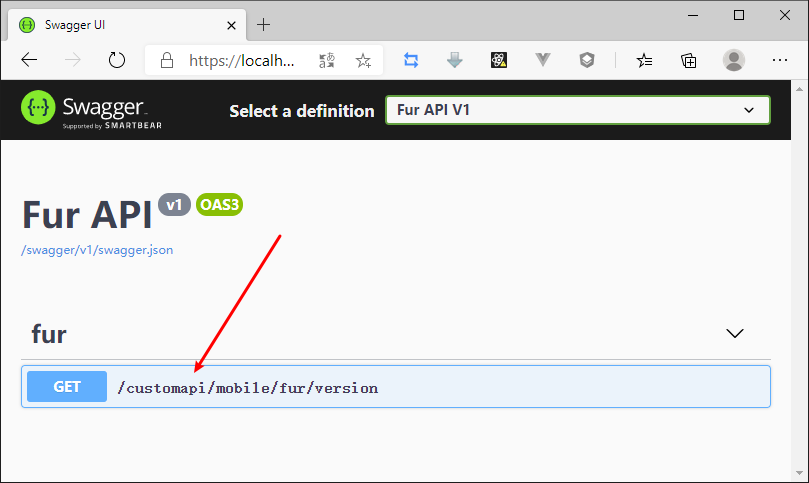 Swagger UI
https://localh...
Swagger
Supported by SMARTBEAR
Select a definition
Fur API V1
Fur API v1 OAS3
/swagger/v1/swagger.json
fur
GET /customapi/mobile/fur/version